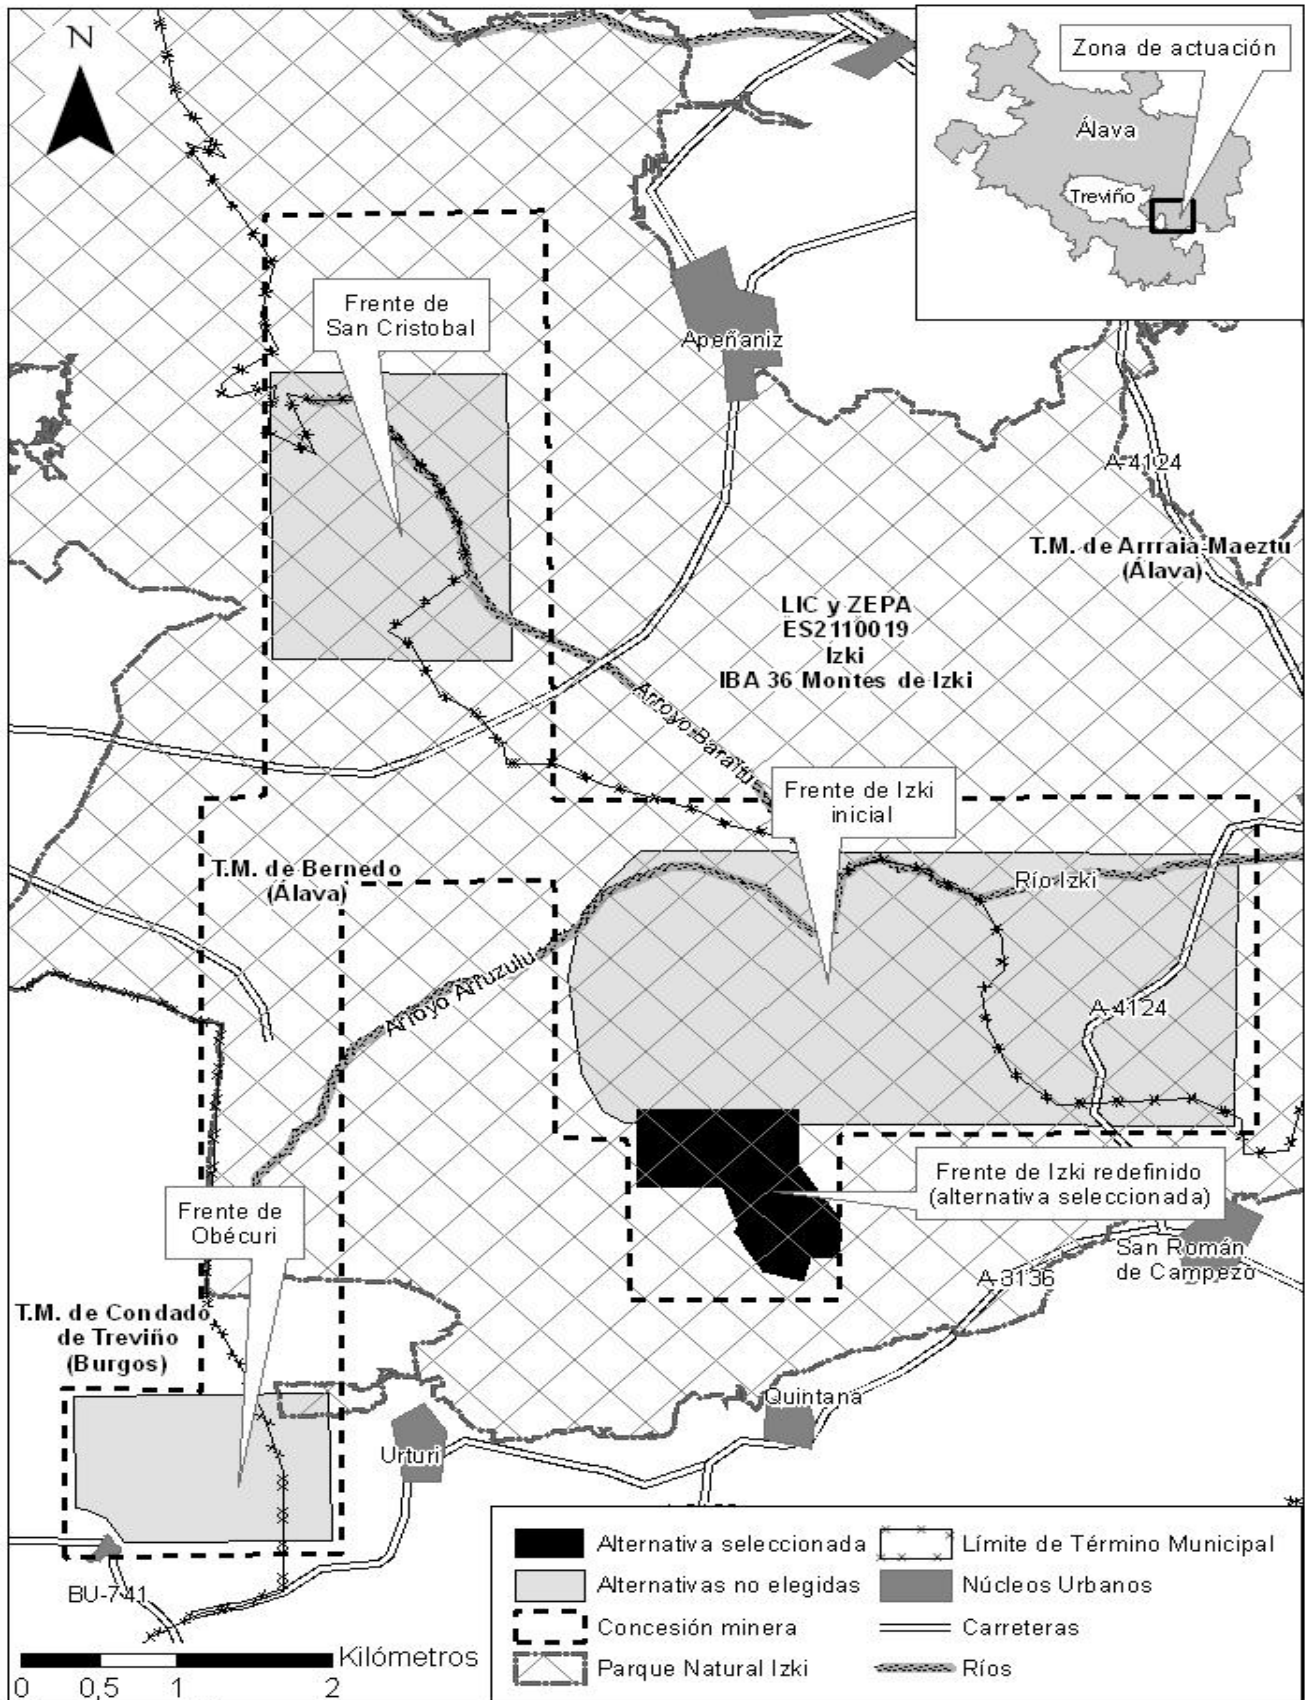 N
Zona de actuación
Álava
Treviño
Frente de
San Cristobal
Apeñaniz
A-4124
T.M. de Arrraia-Maeztu
(Álava)
LIC y ZEPA
ES2110019
Izki
IBA 36 Montes de Izki
Arroyo Baraitu
Frente de Izki
inicial
T.M. de Bernedo
(Álava)
Río Izki
Arroyo Arruzulu
A-4124
Frente de Izki redefinido
(alternativa seleccionada)
Frente de
Obécuri
San Román
de Campezo
A-3136
T.M. de Condado
de Treviño
(Burgos)
Quintana
Urturi
BU-741
Alternativa seleccionada
Alternativas no elegidas
Concesión minera
Parque Natural Izki
Límite de Término Municipal
Núcleos Urbanos
Carreteras
Ríos
Kilómetros
0 0,5 1 2